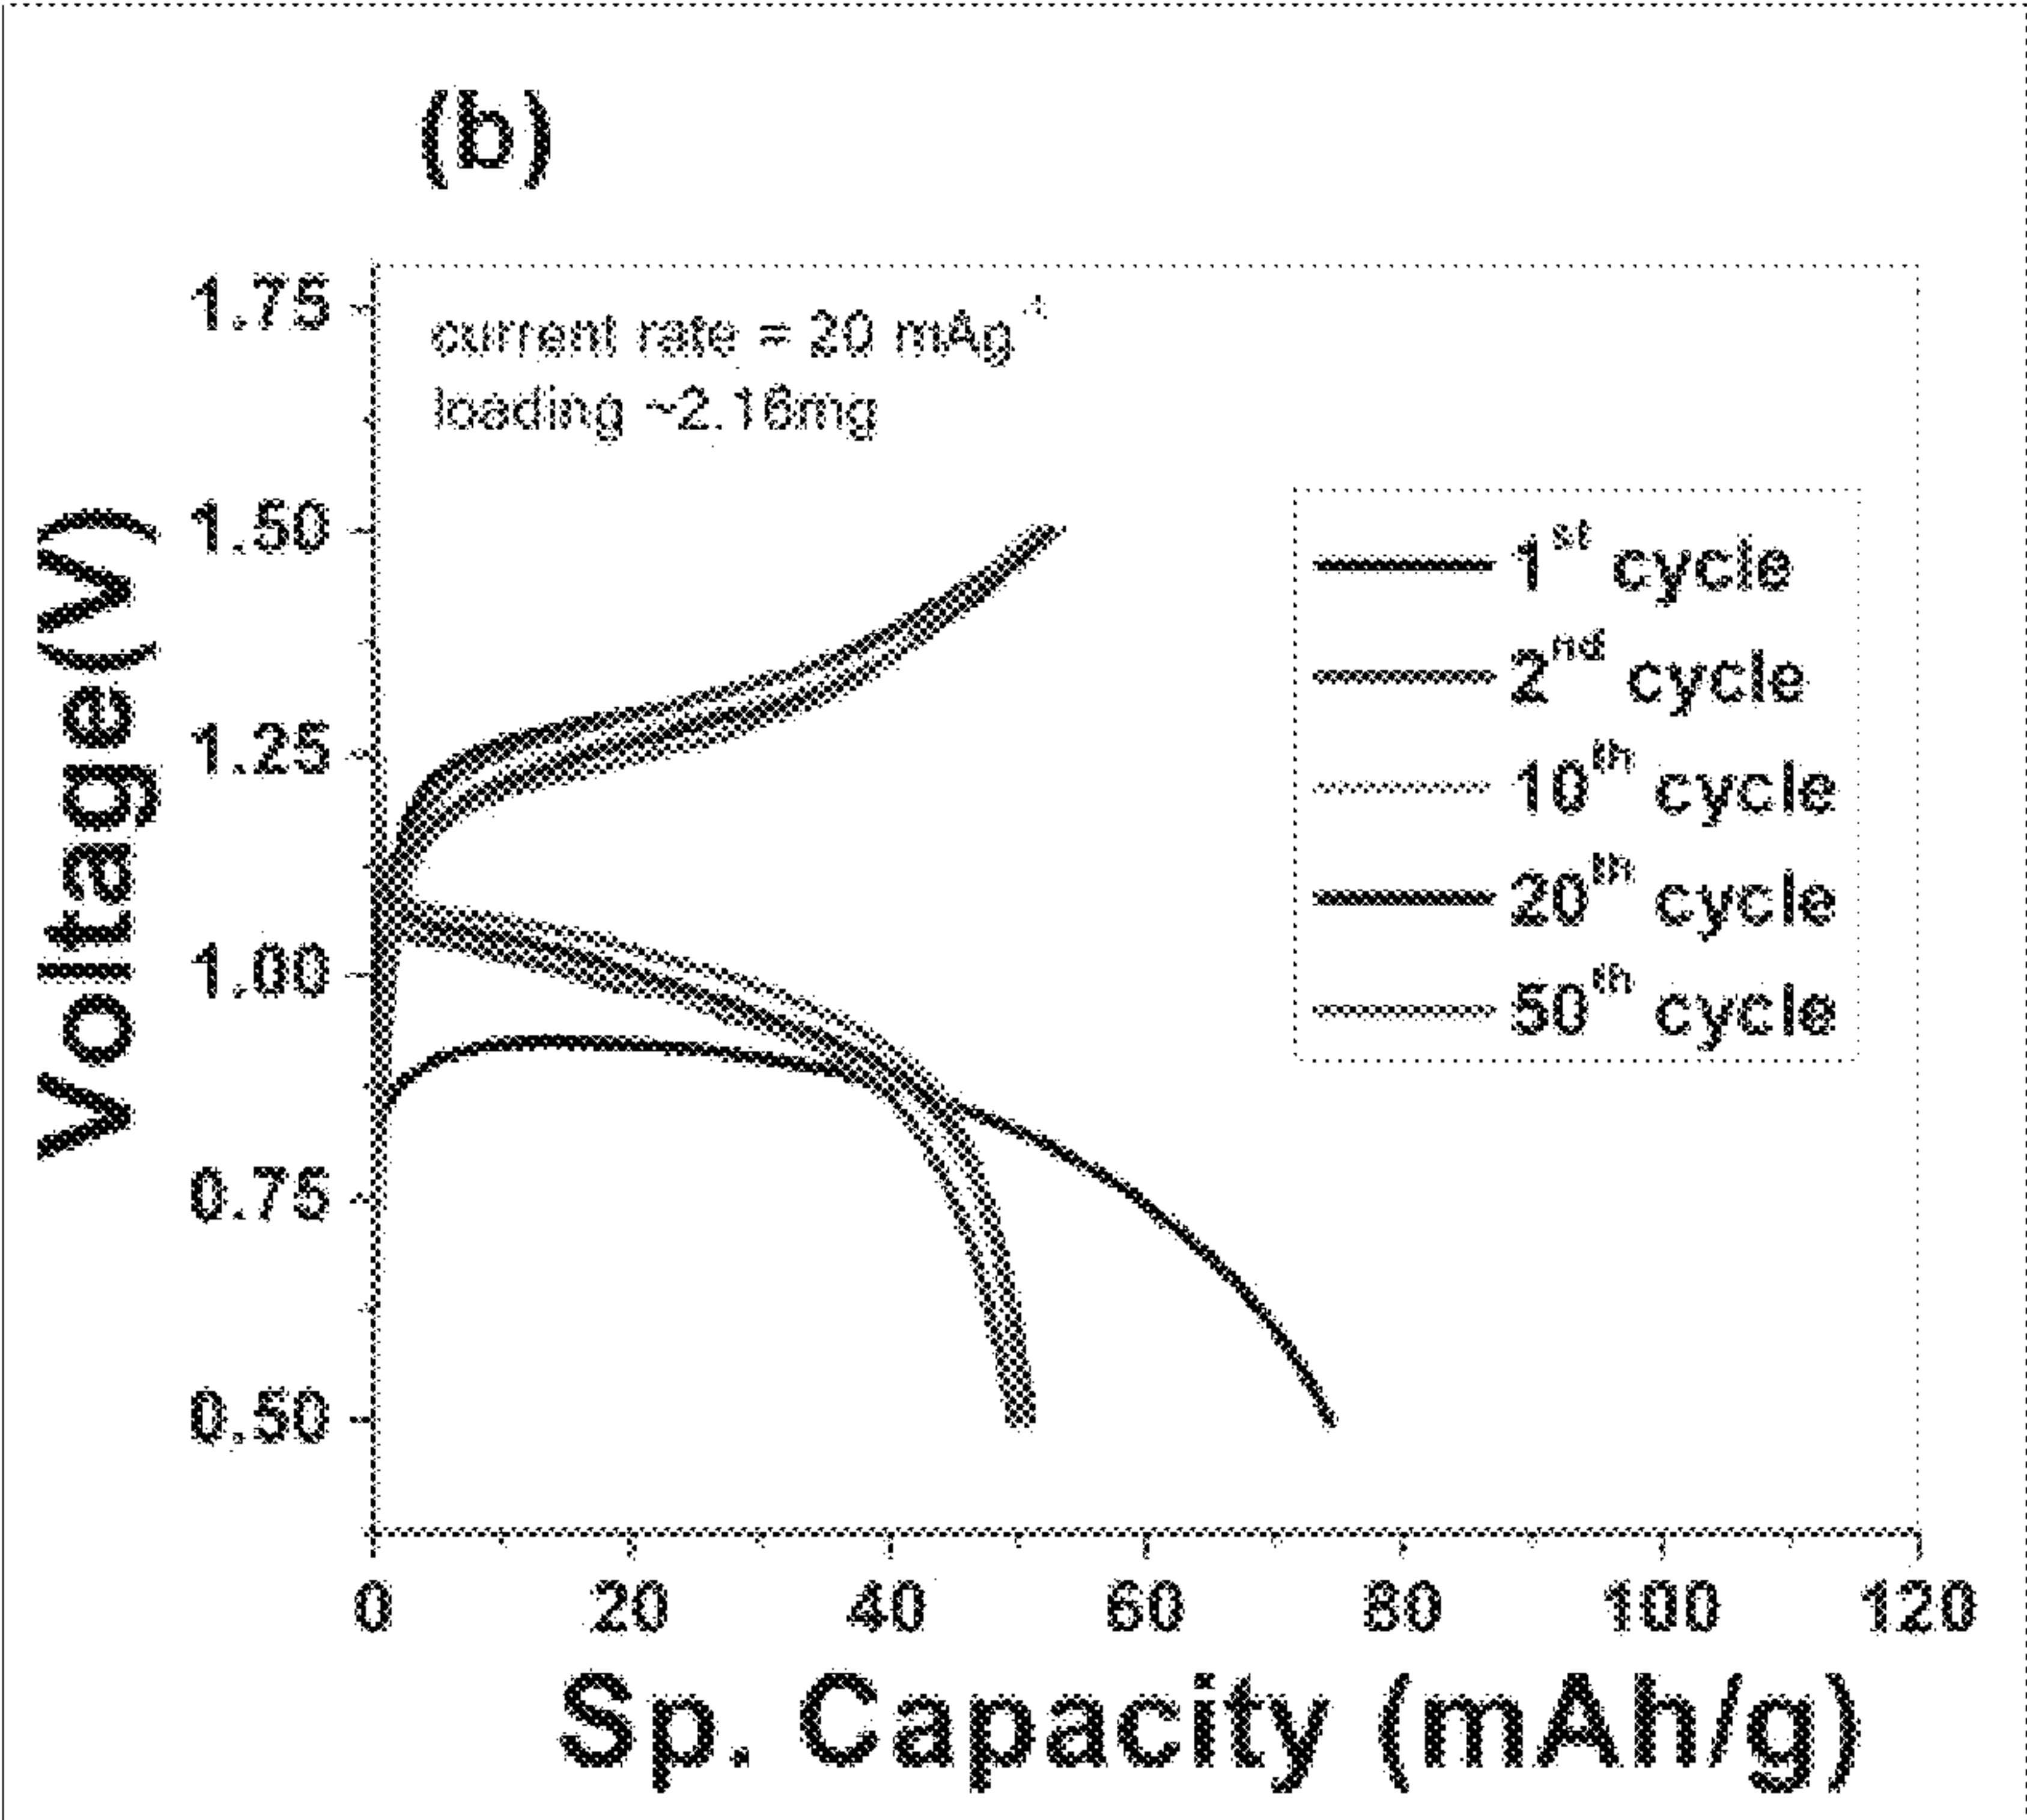 (b)
1.75
current rate = 20 mAg⁻¹
loading ~2.16mg
1.50
1.25
1.00
0.75
0.50
Voltage(V)
1st cycle
2nd cycle
10th cycle
20th cycle
50th cycle
0 20 40 60 80 100 120
Sp. Capacity (mAh/g)